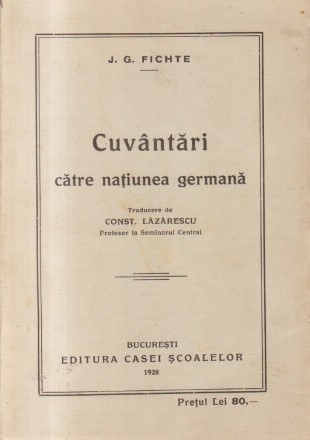 J. G. FICHTE
Cuvântări
către națiunea germană
Traducere de
CONST. LĂZĂRESCU
Profesor la Seminarul Central
BUCUREȘTI
EDITURA CASEI ȘCOALELOR
1928
Prețul Lei 80.—